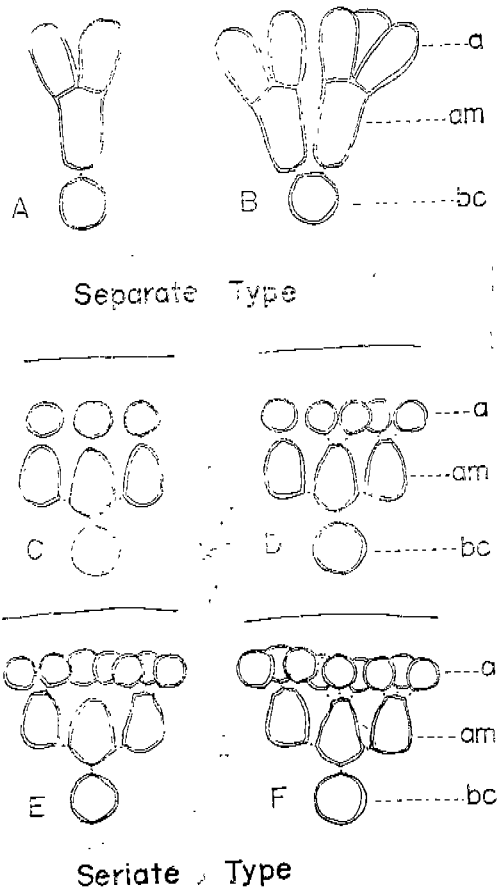 a
am
A B bc
Separate Type
a
am
C D bc
a
am
E F bc
Seriate Type